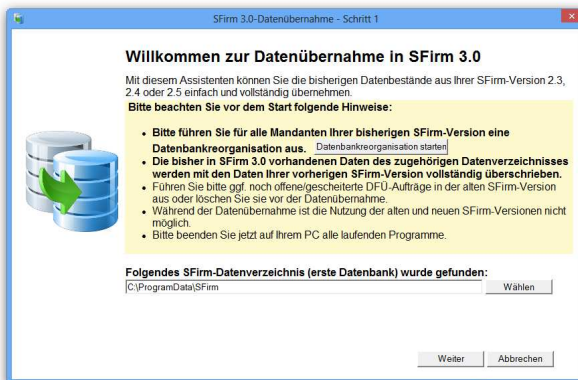 SFirm 3.0-Datenübernahme - Schritt 1
Willkommen zur Datenübernahme in SFirm 3.0
Mit diesem Assistenten können Sie die bisherigen Datenbestände aus Ihrer SFirm-Version 2.3,
2.4 oder 2.5 einfach und vollständig übernehmen.
Bitte beachten Sie vor dem Start folgende Hinweise:
• Bitte führen Sie für alle Mandanten Ihrer bisherigen SFirm-Version eine
Datenbankreorganisation aus. Datenbankreorganisation starten
• Die bisher in SFirm 3.0 vorhandenen Daten des zugehörigen Datenverzeichnisses
werden mit den Daten Ihrer vorherigen SFirm-Version vollständig überschrieben.
• Führen Sie bitte ggf. noch offene/gescheiterte DFÜ-Aufträge in der alten SFirm-Version
aus oder löschen Sie sie vor der Datenübernahme.
• Während der Datenübernahme ist die Nutzung der alten und neuen SFirm-Versionen nicht
möglich.
• Bitte beenden Sie jetzt auf Ihrem PC alle laufenden Programme.
Folgendes SFirm-Datenverzeichnis (erste Datenbank) wurde gefunden:
C:\ProgramData\SFirm Wählen
Weiter Abbrechen